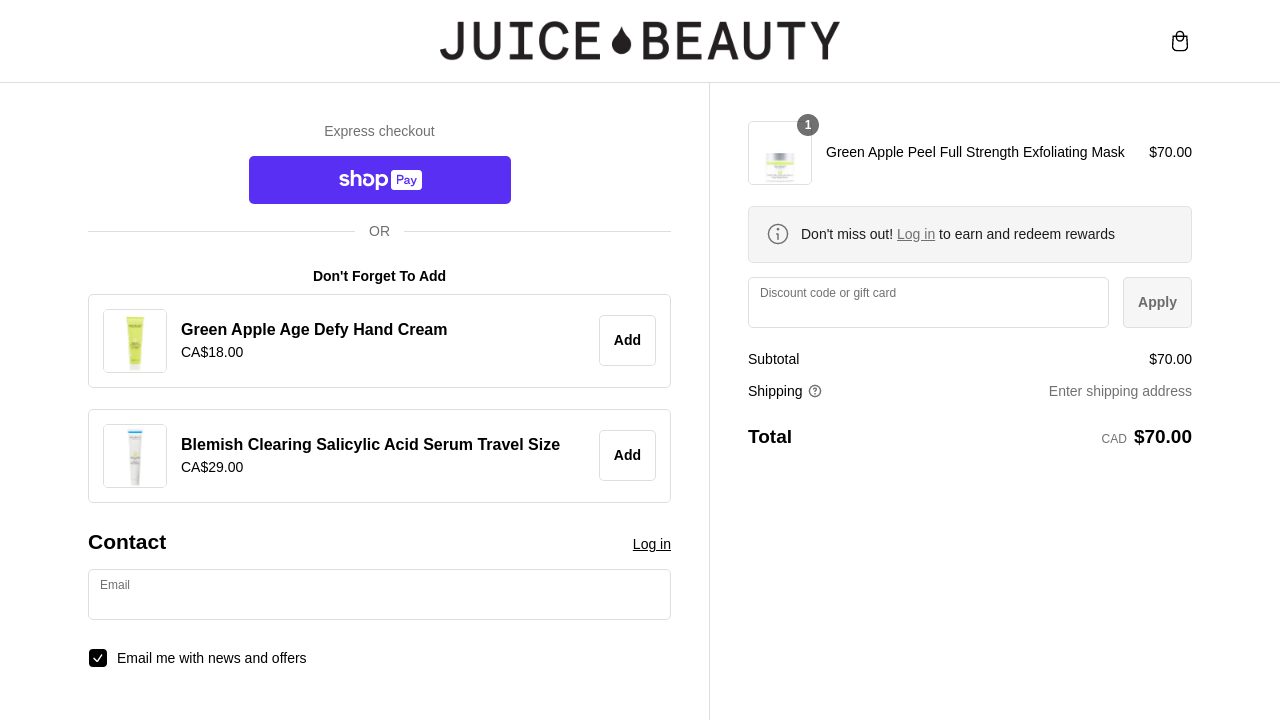 JUICE BEAUTY
Express checkout
shop Pay
OR
Don't Forget To Add
Green Apple Age Defy Hand Cream
CA$18.00
Add
Blemish Clearing Salicylic Acid Serum Travel Size
CA$29.00
Add
Contact
Log in
Email
Email me with news and offers
1
Green Apple Peel Full Strength Exfoliating Mask
$70.00
Don't miss out! Log in to earn and redeem rewards
Discount code or gift card
Apply
Subtotal
$70.00
Shipping
Enter shipping address
Total
CAD $70.00